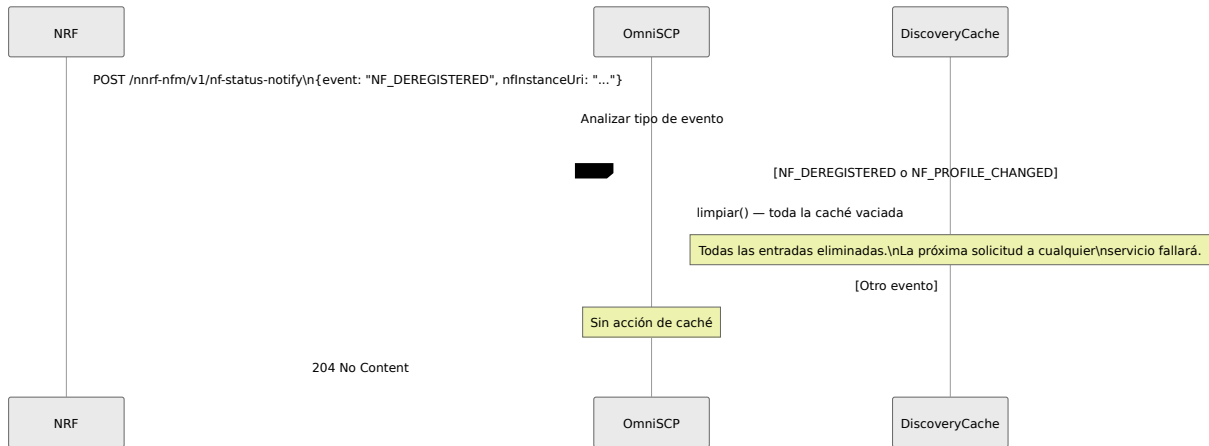 NRF
OmniSCP
DiscoveryCache
POST /nnrf-nfm/v1/nf-status-notify\n{event: "NF_DEREGISTERED", nfInstanceUri: "..."}
Analizar tipo de evento
[NF_DEREGISTERED o NF_PROFILE_CHANGED]
limpiar() — toda la caché vaciada
Todas las entradas eliminadas.\nLa próxima solicitud a cualquier\nservicio fallará.
[Otro evento]
Sin acción de caché
204 No Content
NRF
OmniSCP
DiscoveryCache